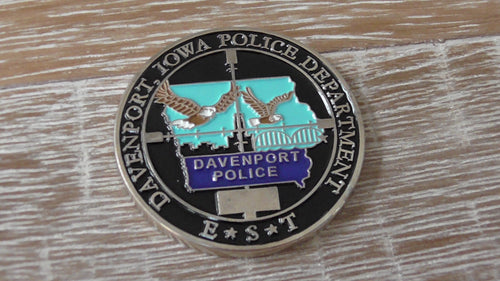 DAVENPORT IOWA POLICE DEPARTMENT
DAVENPORT
POLICE
E★S★T